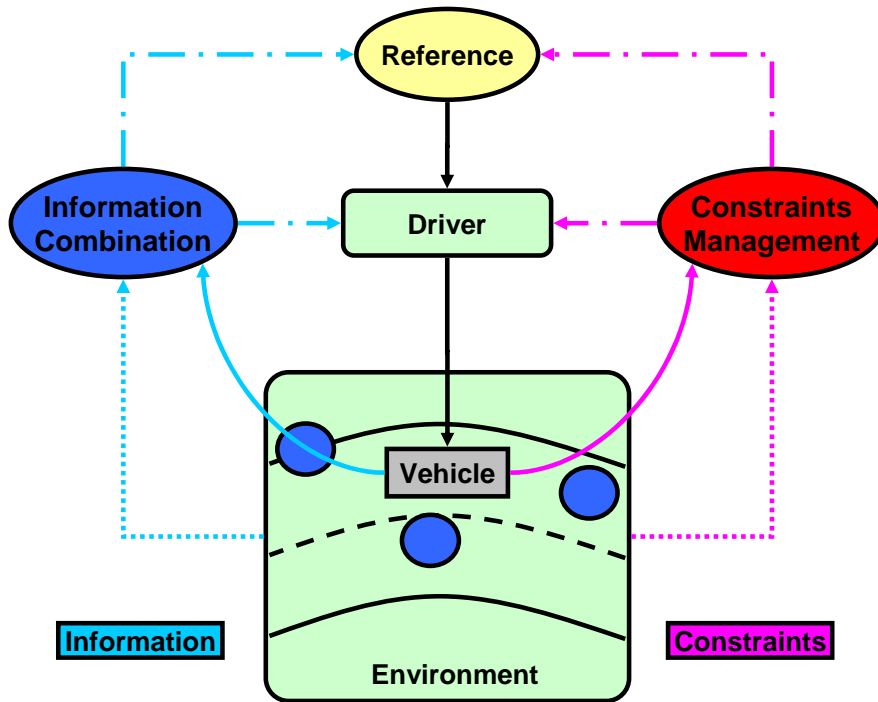 Reference
Information
Combination
Driver
Constraints
Management
Vehicle
Information
Constraints
Environment